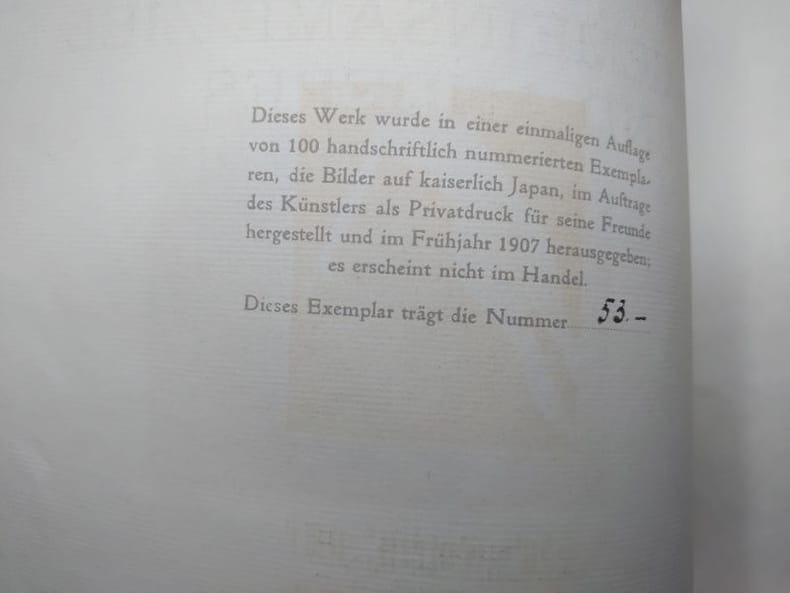 Dieses Werk wurde in einer einmaligen Auflage
von 100 handschriftlich nummerierten Exempla-
ren, die Bilder auf kaiserlich Japan, im Auftrage
des Künstlers als Privatdruck für seine Freunde
hergestellt und im Frühjahr 1907 herausgegeben;
es erscheint nicht im Handel.
Dieses Exemplar trägt die Nummer 53.-